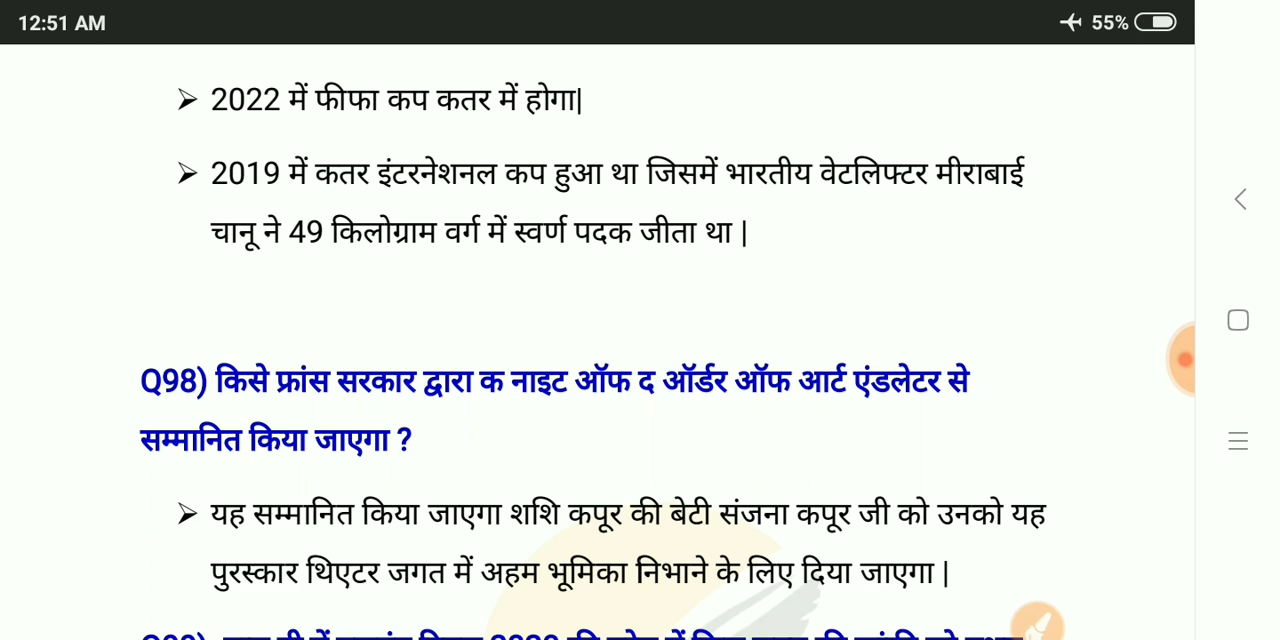 12:51 AM 55%
➢ 2022 में फीफा कप कतर में होगा|
➢ 2019 में कतर इंटरनेशनल कप हुआ था जिसमें भारतीय वेटलिफ्टर मीराबाई
चानू ने 49 किलोग्राम वर्ग में स्वर्ण पदक जीता था |
Q98) किसे फ्रांस सरकार द्वारा क नाइट ऑफ द ऑर्डर ऑफ आर्ट एंडलेटर से
सम्मानित किया जाएगा ?
➢ यह सम्मानित किया जाएगा शशि कपूर की बेटी संजना कपूर जी को उनको यह
पुरस्कार थिएटर जगत में अहम भूमिका निभाने के लिए दिया जाएगा |